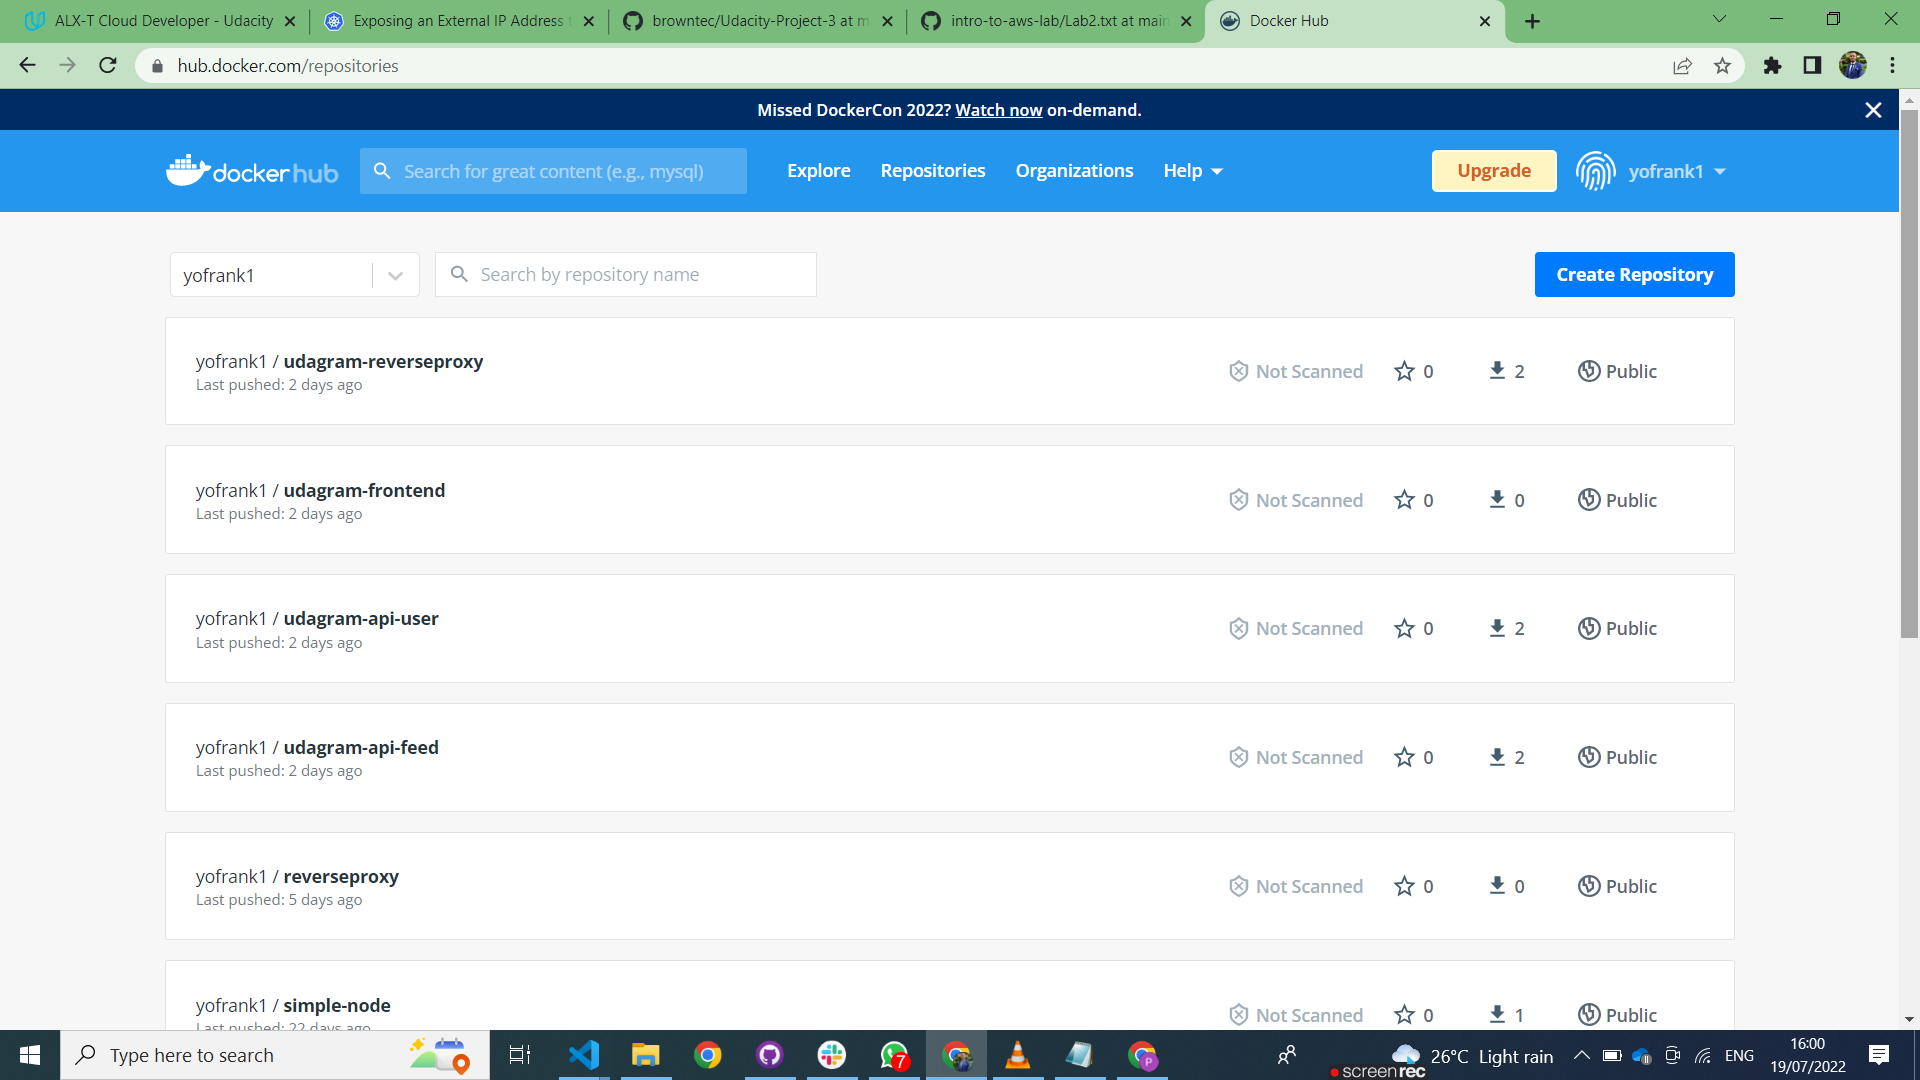 ALX-T Cloud Developer - Udacity
Exposing an External IP Address t
browntec/Udacity-Project-3 at m
intro-to-aws-lab/Lab2.txt at main
Docker Hub
hub.docker.com/repositories
Missed DockerCon 2022? Watch now on-demand.
dockerhub
Search for great content (e.g., mysql)
Explore
Repositories
Organizations
Help
Upgrade
yofrank1
yofrank1
Search by repository name
Create Repository
yofrank1 / udagram-reverseproxy
Last pushed: 2 days ago
Not Scanned 0 2 Public
yofrank1 / udagram-frontend
Last pushed: 2 days ago
Not Scanned 0 0 Public
yofrank1 / udagram-api-user
Last pushed: 2 days ago
Not Scanned 0 2 Public
yofrank1 / udagram-api-feed
Last pushed: 2 days ago
Not Scanned 0 2 Public
yofrank1 / reverseproxy
Last pushed: 5 days ago
Not Scanned 0 0 Public
yofrank1 / simple-node
Last pushed: 22 days ago
Not Scanned 0 1 Public
Type here to search
7
P
26°C Light rain
screenrec
ENG
16:00
19/07/2022